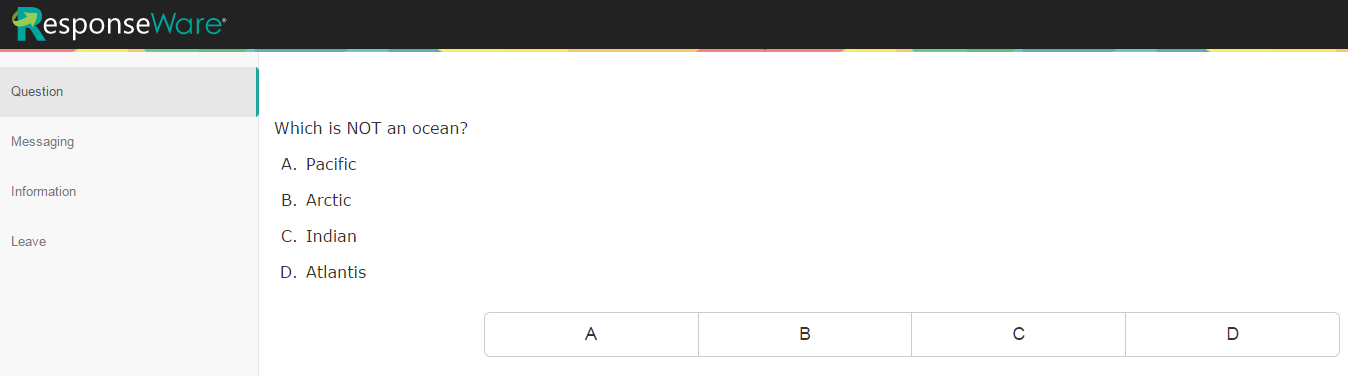 ResponseWare®
Question
Messaging
Information
Leave
Which is NOT an ocean?
A. Pacific
B. Arctic
C. Indian
D. Atlantis
A B C D